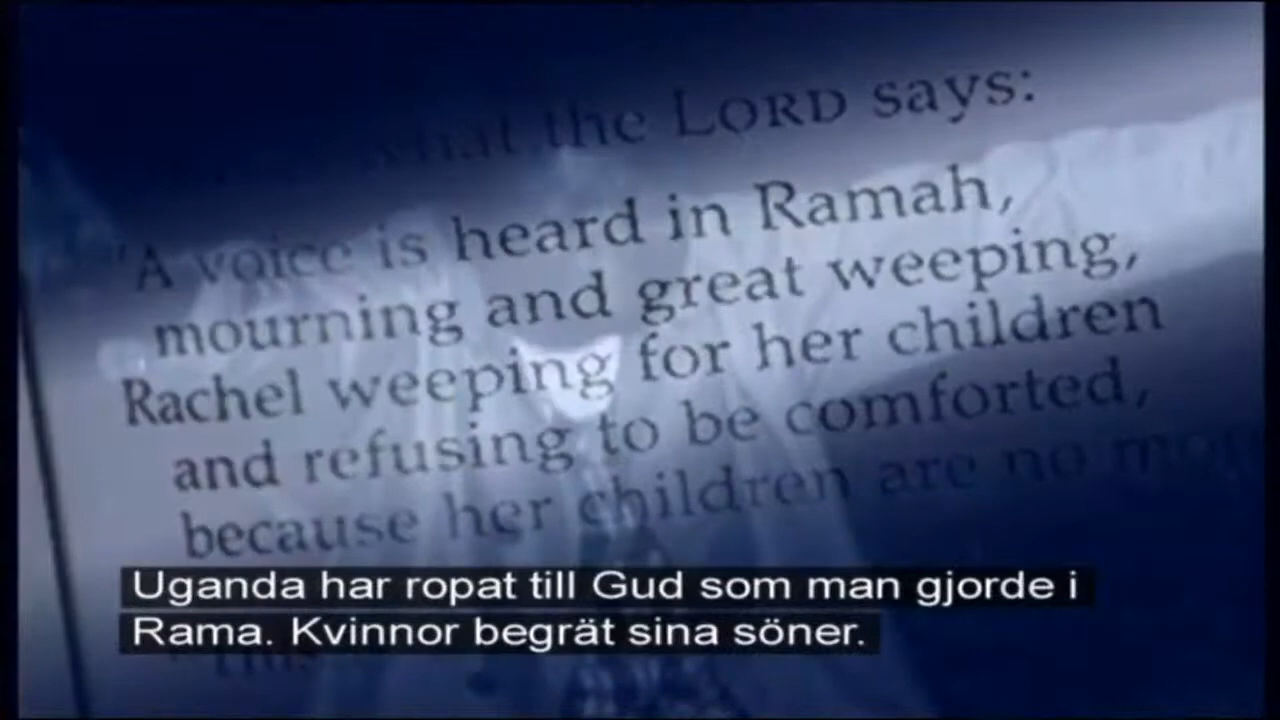 what the LORD says:
"A voice is heard in Ramah,
mourning and great weeping,
Rachel weeping for her children
and refusing to be comforted,
because her children are no
Uganda har ropat till Gud som man gjorde i
Rama. Kvinnor begrät sina söner.